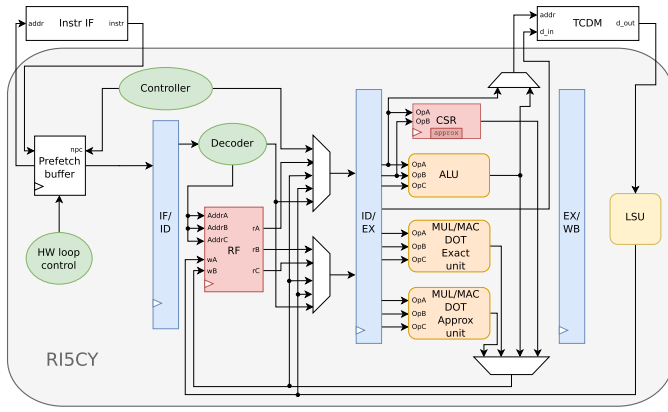 addr
Instr IF
instr
addr
d_in
TCDM
d_out
Controller
npc
Prefetch
buffer
HW loop
control
IF/
ID
Decoder
AddrA
AddrB
AddrC
wA
wB
RF
rA
rB
rC
ID/
EX
OpA
OpB
CSR
approx
OpA
OpB
OpC
ALU
OpA
OpB
OpC
MUL/MAC
DOT
Exact
unit
OpA
OpB
OpC
MUL/MAC
DOT
Approx
unit
EX/
WB
LSU
RI5CY